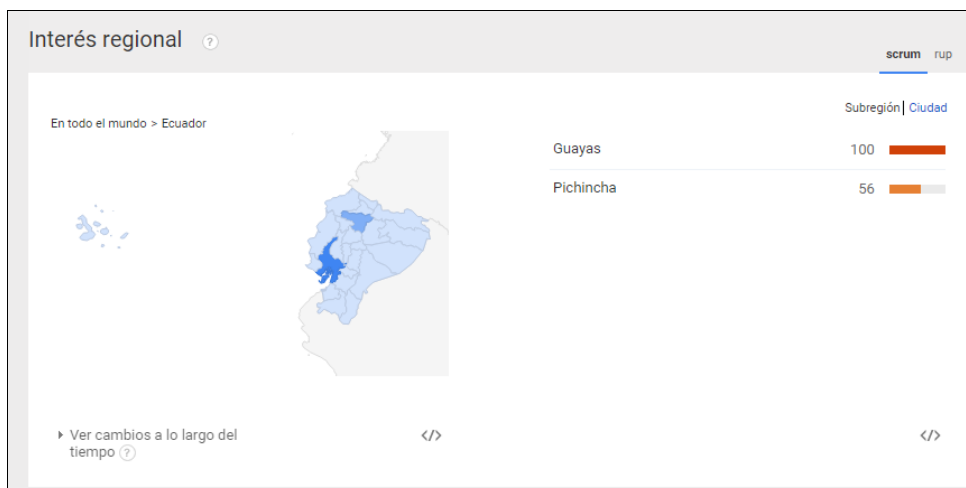 Interés regional ?
scrum rup
Subregión | Ciudad
En todo el mundo > Ecuador
Guayas 100
Pichincha 56
Ver cambios a lo largo del
tiempo ?
</> </>